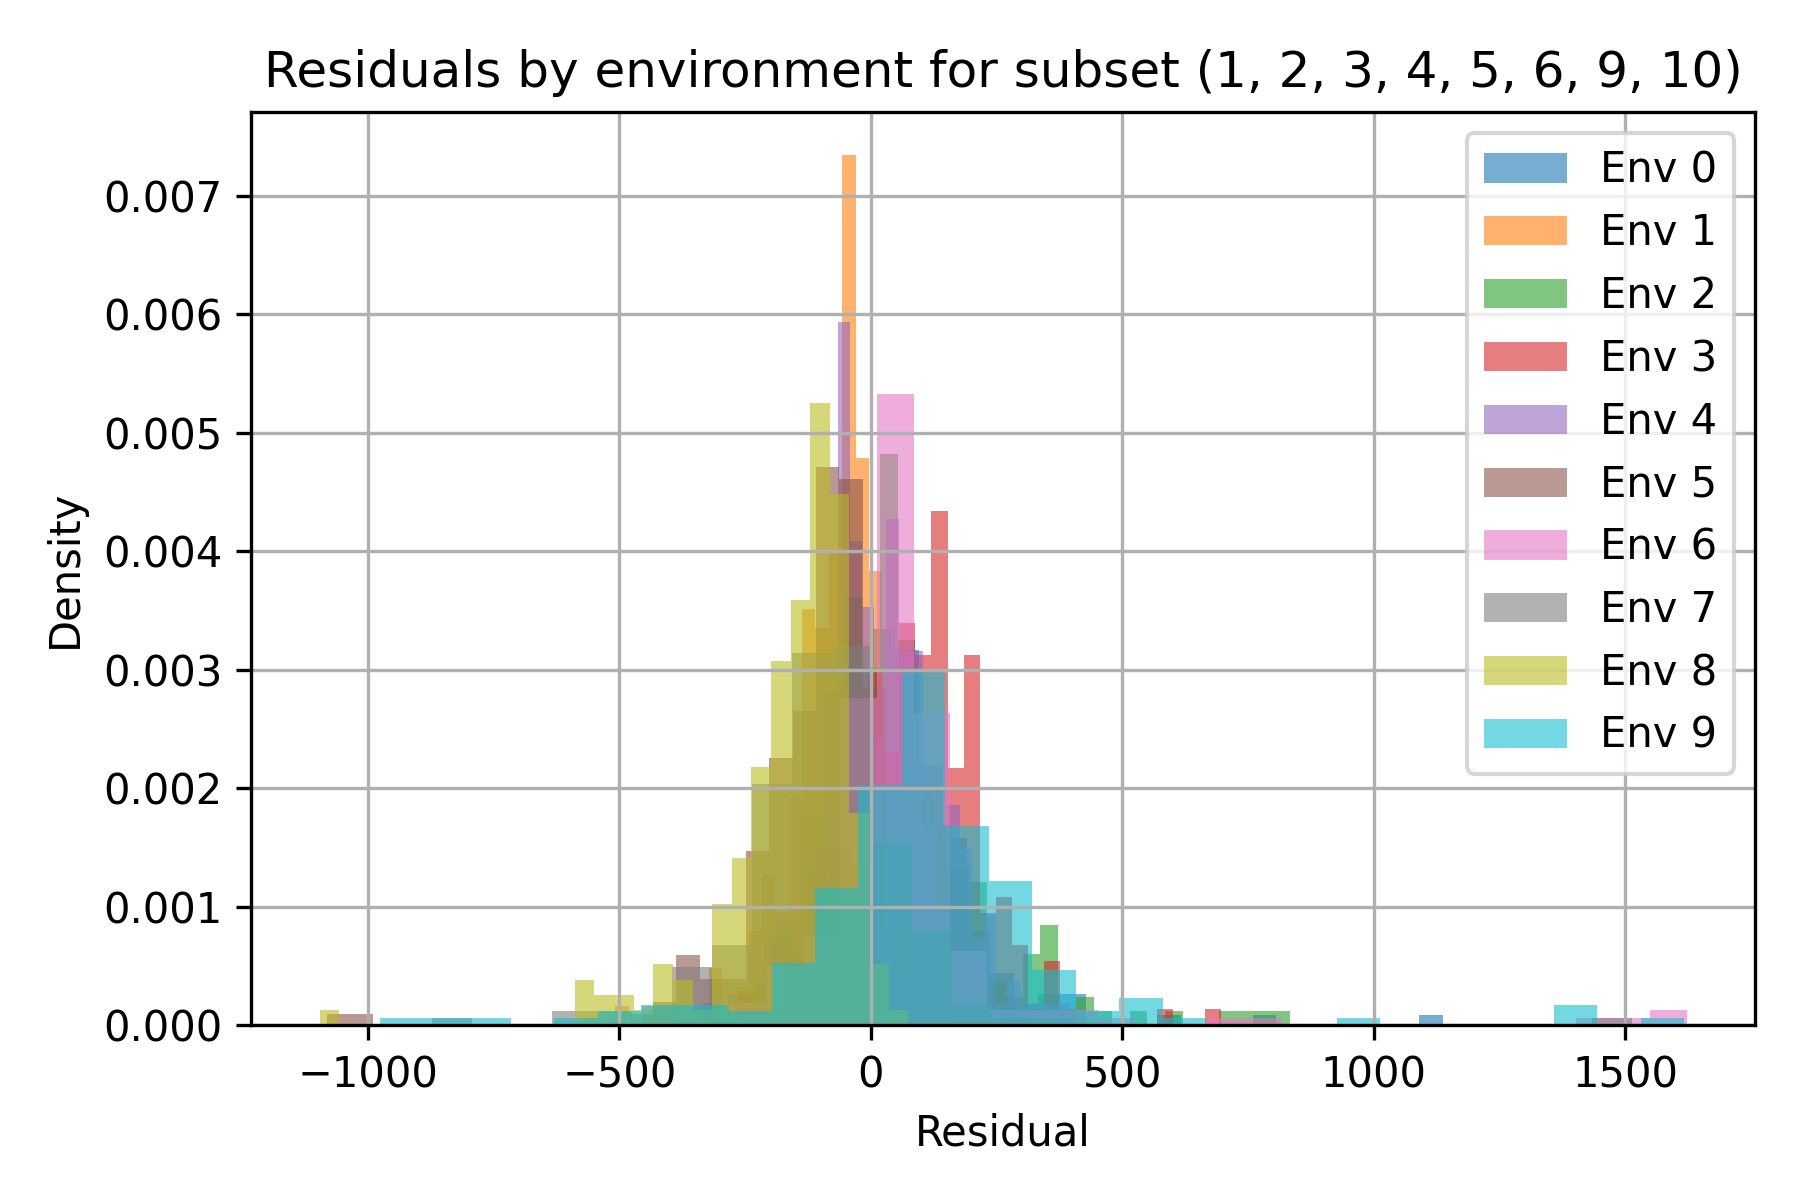 Residuals by environment for subset (1, 2, 3, 4, 5, 6, 9, 10)
Density
0.007
0.006
0.005
0.004
0.003
0.002
0.001
0.000
−1000
−500
0
500
1000
1500
Residual
Env 0
Env 1
Env 2
Env 3
Env 4
Env 5
Env 6
Env 7
Env 8
Env 9